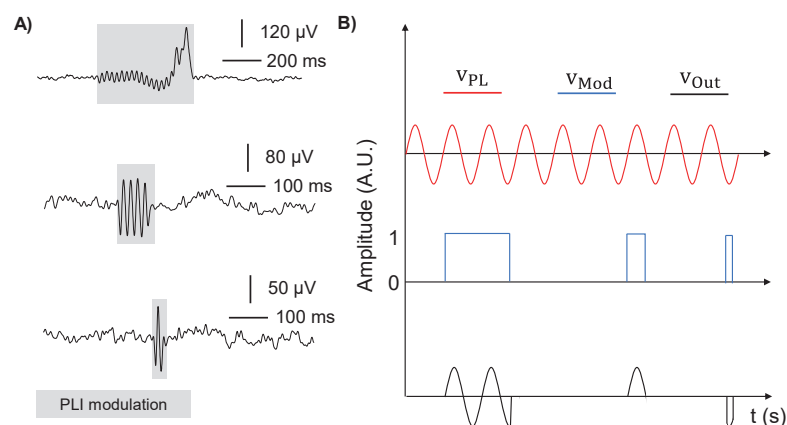 A)
120 µV
200 ms
80 µV
100 ms
50 µV
100 ms
PLI modulation
B)
vPL
vMod
vOut
Amplitude (A.U.)
1
0
t (s)